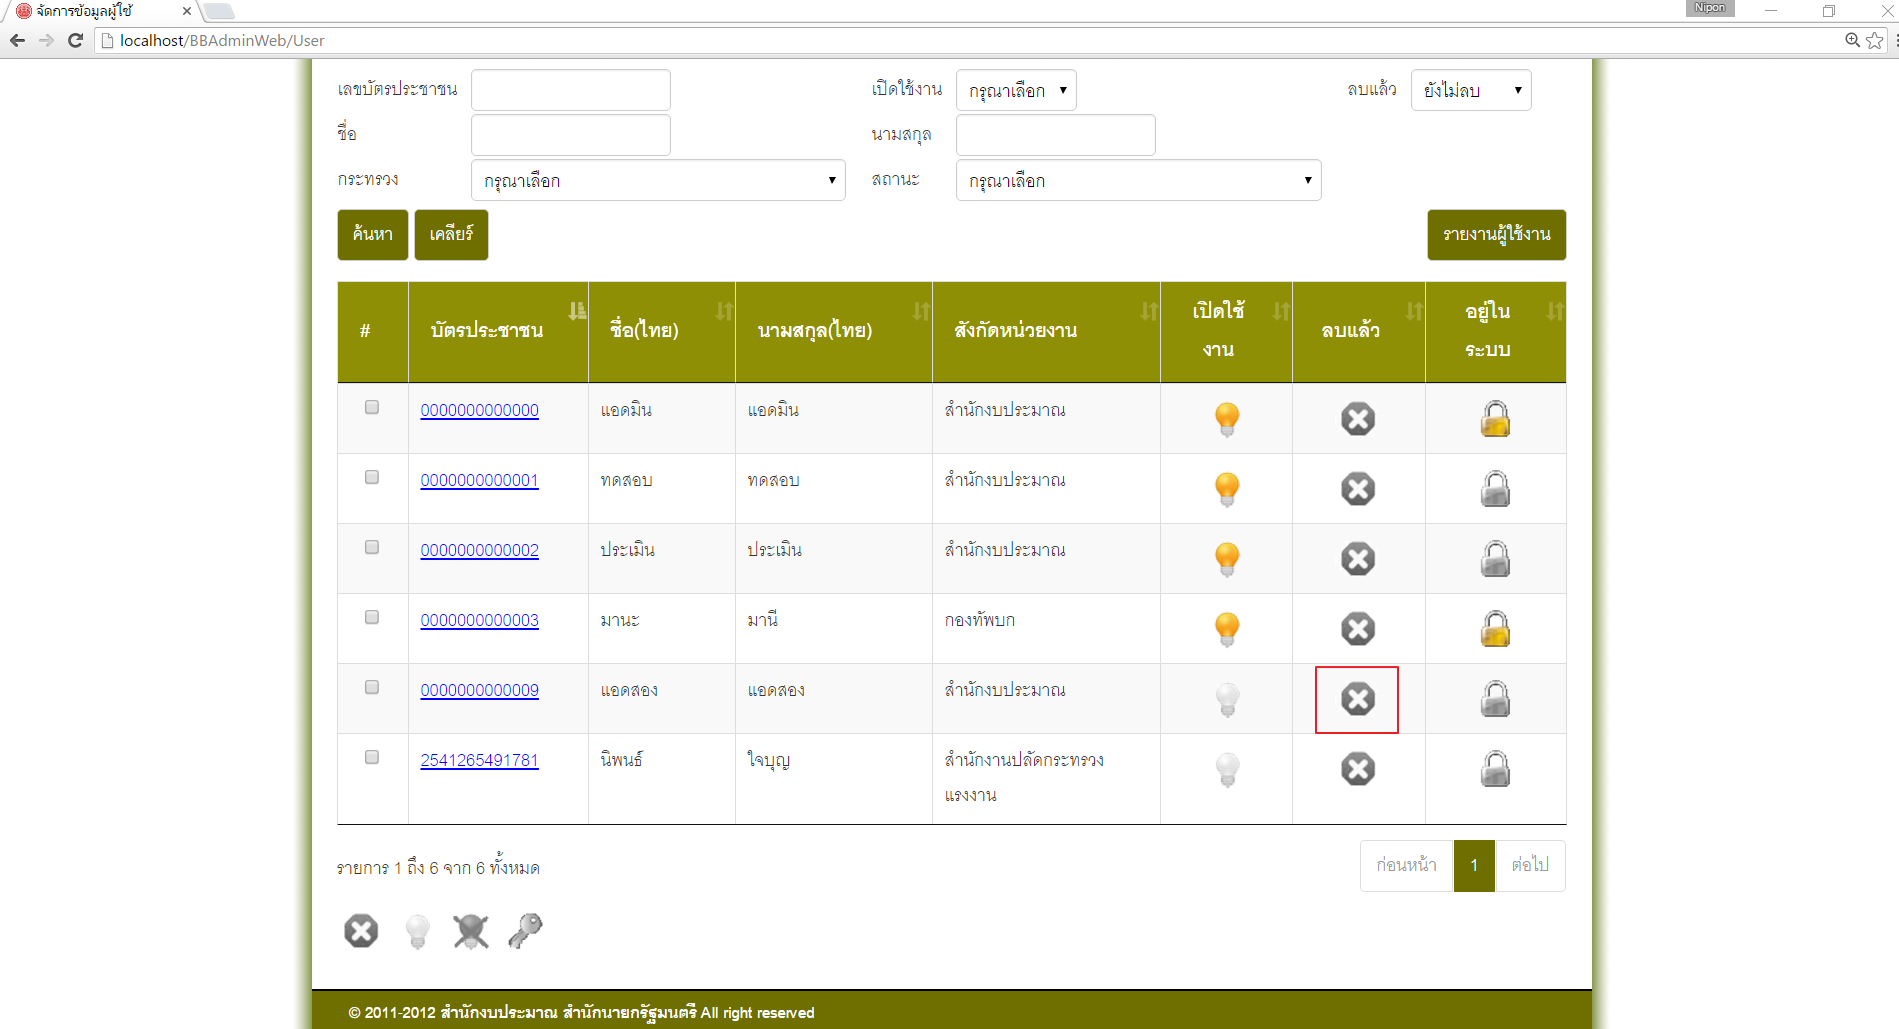 จัดการข้อมูลผู้ใช้
Nipon
localhost/BBAdminWeb/User
เลขบัตรประชาชน เปิดใช้งาน กรุณาเลือก ลบแล้ว ยังไม่ลบ
ชื่อ นามสกุล
กระทรวง กรุณาเลือก สถานะ กรุณาเลือก
ค้นหา เคลียร์ รายงานผู้ใช้งาน
# บัตรประชาชน ชื่อ(ไทย) นามสกุล(ไทย) สังกัดหน่วยงาน เปิดใช้ ลบแล้ว อยู่ใน
งาน ระบบ
0000000000000 แอดมิน แอดมิน สำนักงบประมาณ
0000000000001 ทดสอบ ทดสอบ สำนักงบประมาณ
0000000000002 ประเมิน ประเมิน สำนักงบประมาณ
0000000000003 มานะ มานี กองทัพบก
0000000000009 แอดสอง แอดสอง สำนักงบประมาณ
2541265491781 นิพนธ์ ใจบุญ สำนักงานปลัดกระทรวง
แรงงาน
รายการ 1 ถึง 6 จาก 6 ทั้งหมด ก่อนหน้า 1 ต่อไป
© 2011-2012 สำนักงบประมาณ สำนักนายกรัฐมนตรี All right reserved